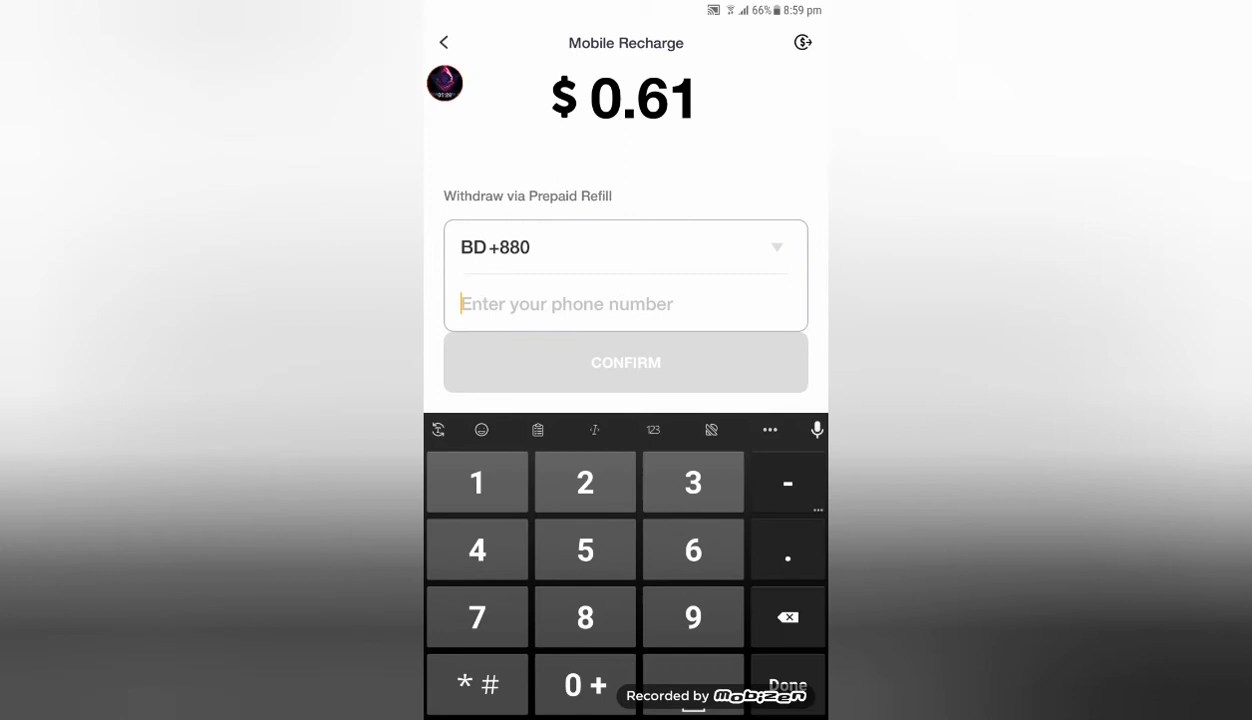 66% 8:59 pm
Mobile Recharge
$ 0.61
Withdraw via Prepaid Refill
BD +880
Enter your phone number
CONFIRM
123
1 2 3 -
4 5 6 .
7 8 9
* # 0 + Done
Recorded by mobizen